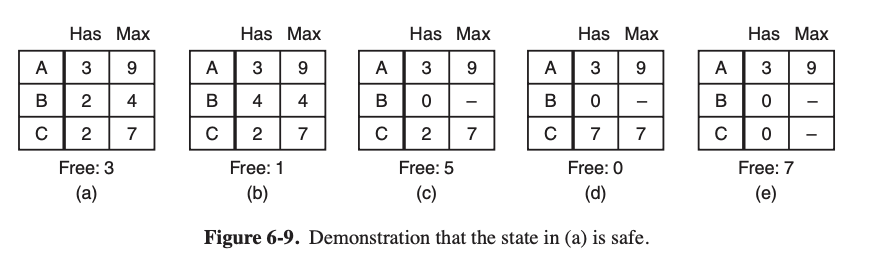 Has Max Has Max Has Max Has Max Has Max
A 3 9 A 3 9 A 3 9 A 3 9 A 3 9
B 2 4 B 4 4 B 0 – B 0 – B 0 –
C 2 7 C 2 7 C 2 7 C 7 7 C 0 –
Free: 3 Free: 1 Free: 5 Free: 0 Free: 7
(a) (b) (c) (d) (e)
Figure 6-9. Demonstration that the state in (a) is safe.